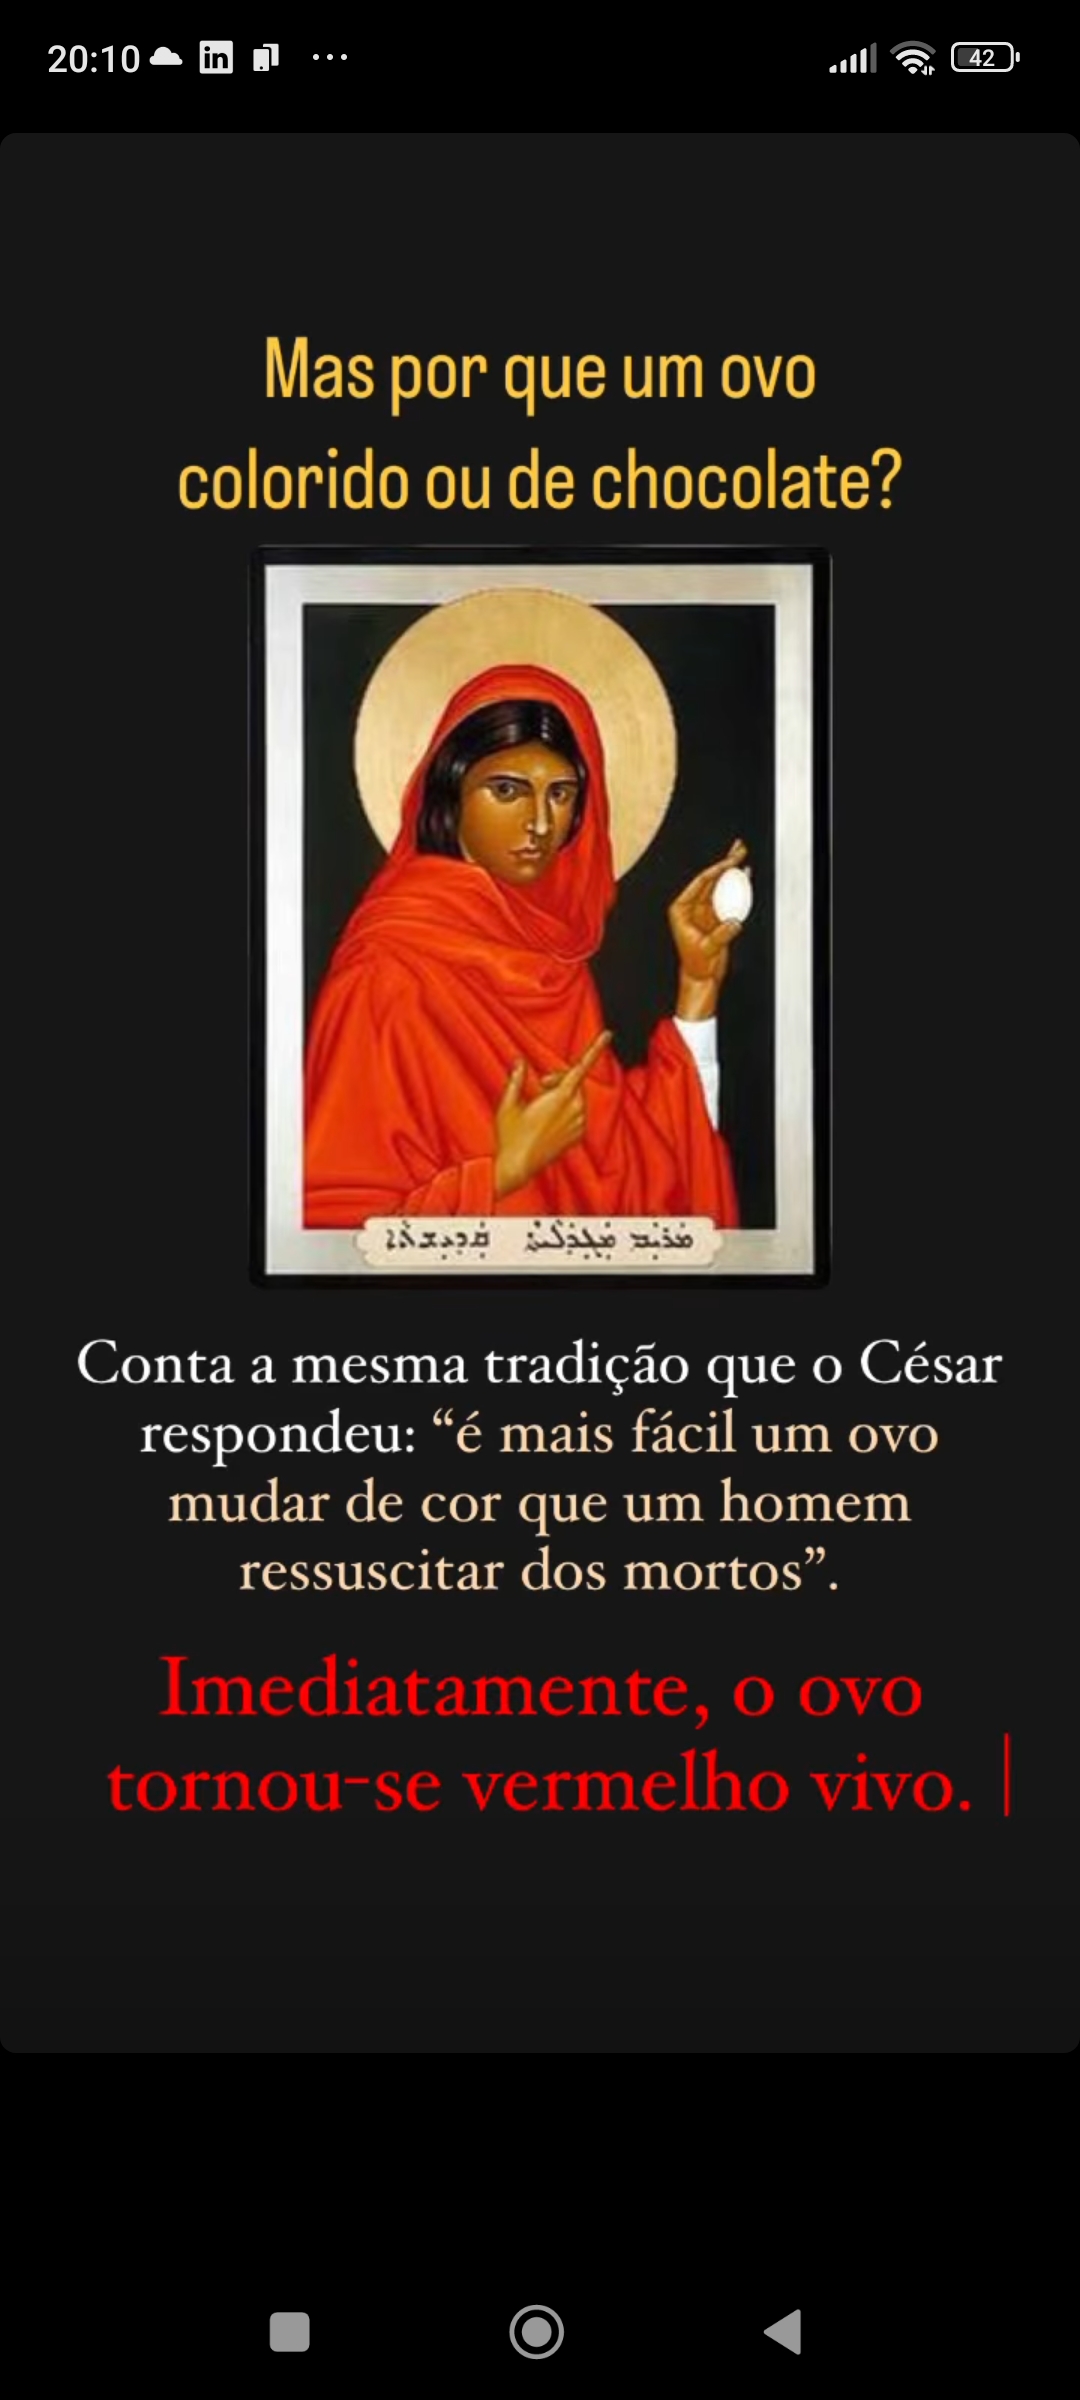 20:10
42
Mas por que um ovo
colorido ou de chocolate?
Conta a mesma tradição que o César
respondeu: “é mais fácil um ovo
mudar de cor que um homem
ressuscitar dos mortos”.
Imediatamente, o ovo
tornou-se vermelho vivo.